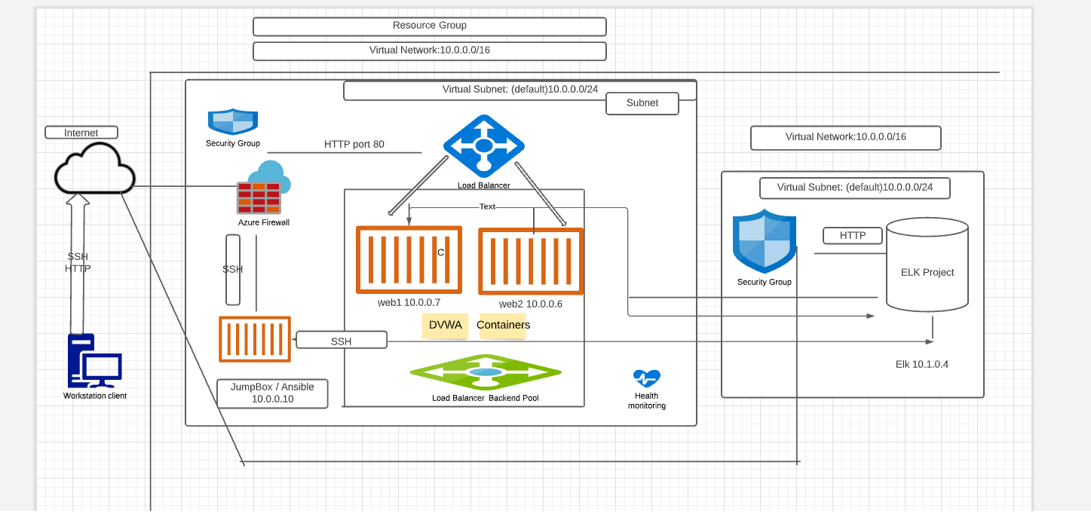 Resource Group
Virtual Network:10.0.0.0/16
Virtual Subnet: (default)10.0.0.0/24
Subnet
Internet
Security Group
HTTP port 80
Load Balancer
Azure Firewall
Text
SSH
HTTP
SSH
C
web1 10.0.0.7
web2 10.0.0.6
DVWA
Containers
SSH
Load Balancer Backend Pool
JumpBox / Ansible
10.0.0.10
Health
monitoring
Workstation client
Virtual Network:10.0.0.0/16
Virtual Subnet: (default)10.0.0.0/24
HTTP
Security Group
ELK Project
Elk 10.1.0.4